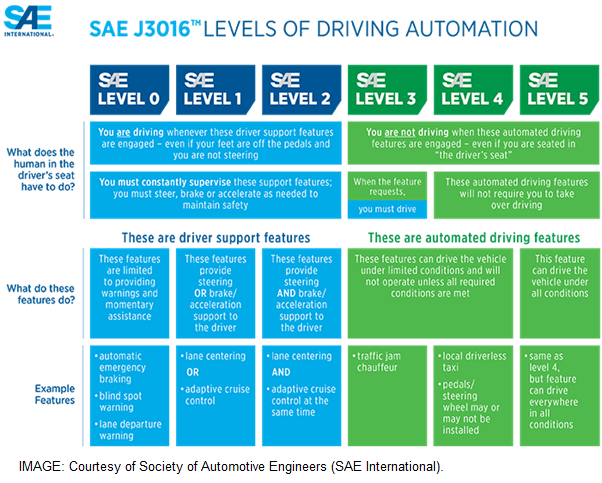 SAE
INTERNATIONAL
SAE J3016™ LEVELS OF DRIVING AUTOMATION
SAE
LEVEL 0
SAE
LEVEL 1
SAE
LEVEL 2
SAE
LEVEL 3
SAE
LEVEL 4
SAE
LEVEL 5
What does the
human in the
driver's seat
have to do?
You are driving whenever these driver support features
are engaged – even if your feet are off the pedals and
you are not steering
You are not driving when these automated driving
features are engaged – even if you are seated in
"the driver's seat"
You must constantly supervise these support features;
you must steer, brake or accelerate as needed to
maintain safety
When the feature
requests,
you must drive
These automated driving features
will not require you to take
over driving
These are driver support features
These are automated driving features
What do these
features do?
These features
are limited
to providing
warnings and
momentary
assistance
These features
provide
steering
OR brake/
acceleration
support to
the driver
These features
provide
steering
AND brake/
acceleration
support to
the driver
These features can drive the vehicle
under limited conditions and will
not operate unless all required
conditions are met
This feature
can drive the
vehicle under
all conditions
Example
Features
• automatic
emergency
braking
• blind spot
warning
• lane departure
warning
• lane centering
OR
• adaptive cruise
control
• lane centering
AND
• adaptive cruise
control at the
same time
• traffic jam
chauffeur
• local driverless
taxi
• pedals/
steering
wheel may or
may not be
installed
• same as
level 4,
but feature
can drive
everywhere
in all
conditions
IMAGE: Courtesy of Society of Automotive Engineers (SAE International).